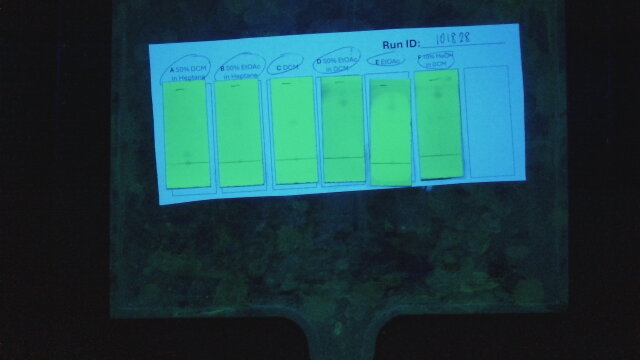 Run ID: 101828
A 50% DCM
in Heptane
B 50% EtOAc
in Heptane
C DCM
D 50% EtOAc
in DCM
E EtOAc
F 10% MeOH
in DCM